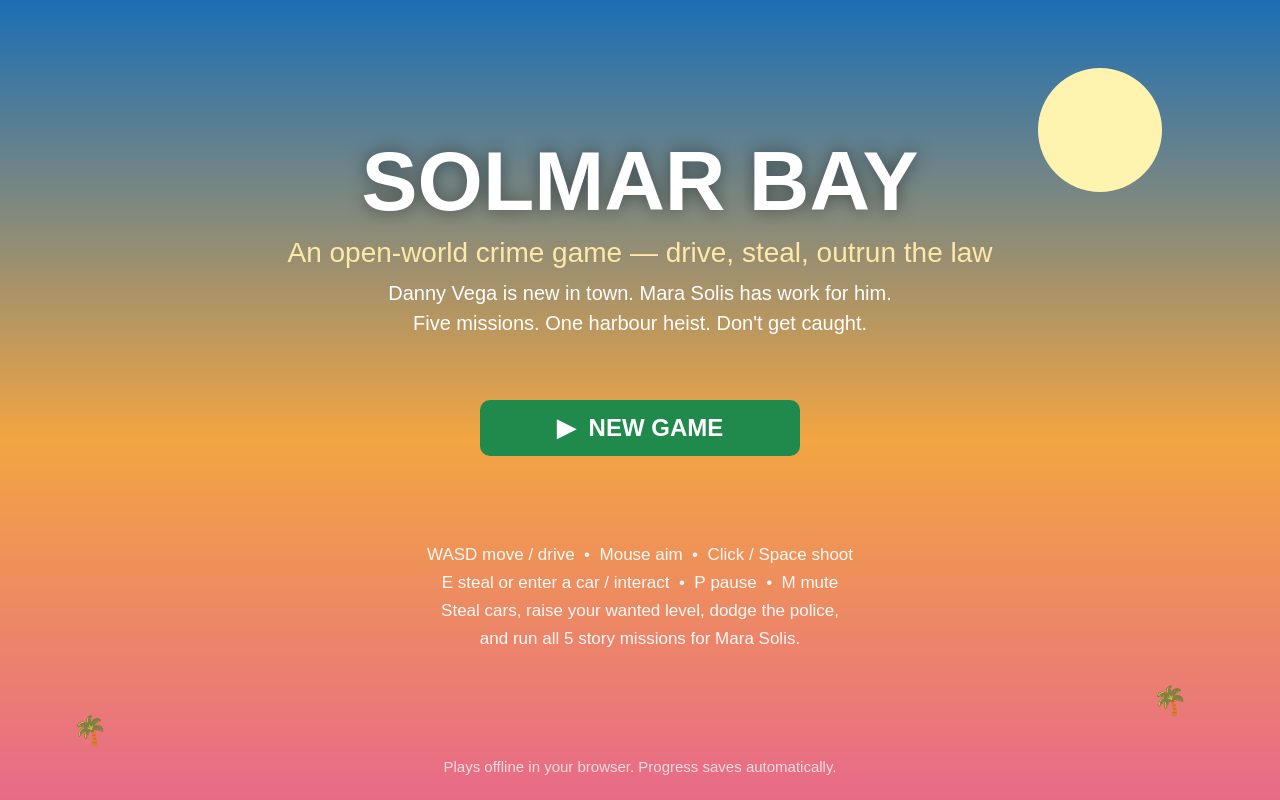 SOLMAR BAY
An open-world crime game — drive, steal, outrun the law
Danny Vega is new in town. Mara Solis has work for him.
Five missions. One harbour heist. Don't get caught.
▶ NEW GAME
WASD move / drive • Mouse aim • Click / Space shoot
E steal or enter a car / interact • P pause • M mute
Steal cars, raise your wanted level, dodge the police,
and run all 5 story missions for Mara Solis.
Plays offline in your browser. Progress saves automatically.